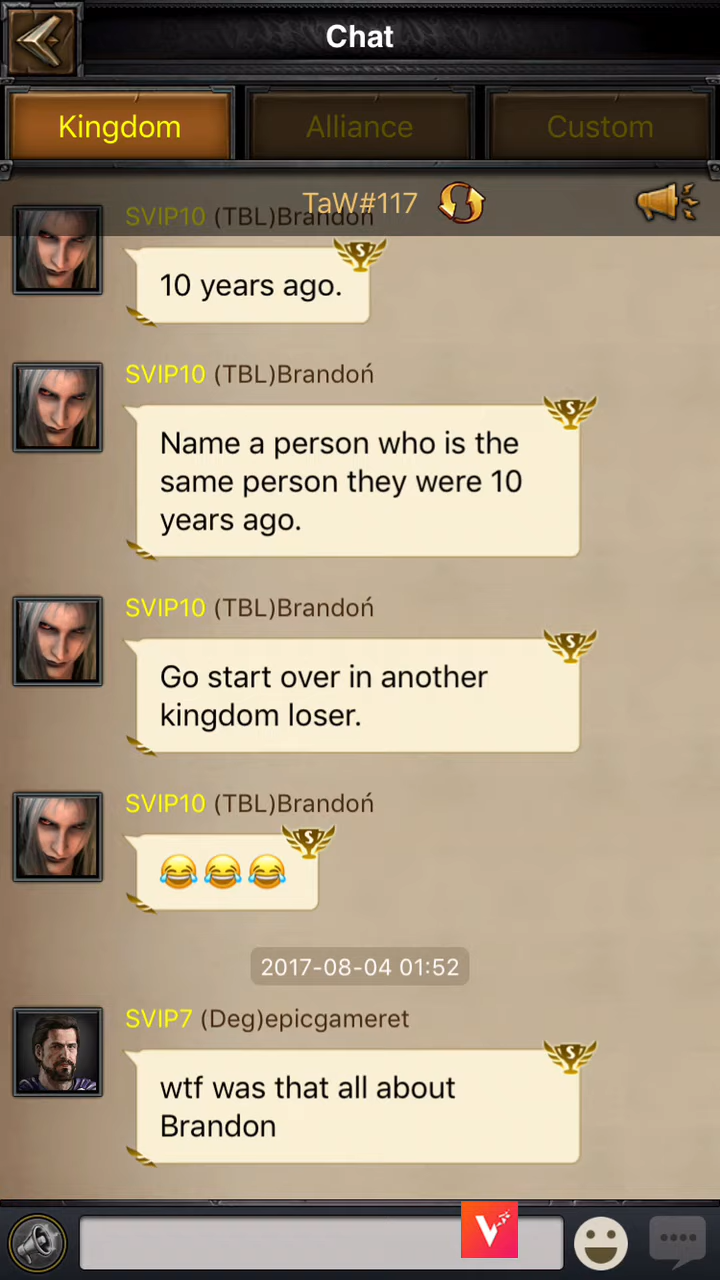 Chat
Kingdom
Alliance
Custom
TaW#117
SVIP10 (TBL)Brandoń
10 years ago.
SVIP10 (TBL)Brandoń
Name a person who is the
same person they were 10
years ago.
SVIP10 (TBL)Brandoń
Go start over in another
kingdom loser.
SVIP10 (TBL)Brandoń
😂😂😂
2017-08-04 01:52
SVIP7 (Deg)epicgameret
wtf was that all about
Brandon